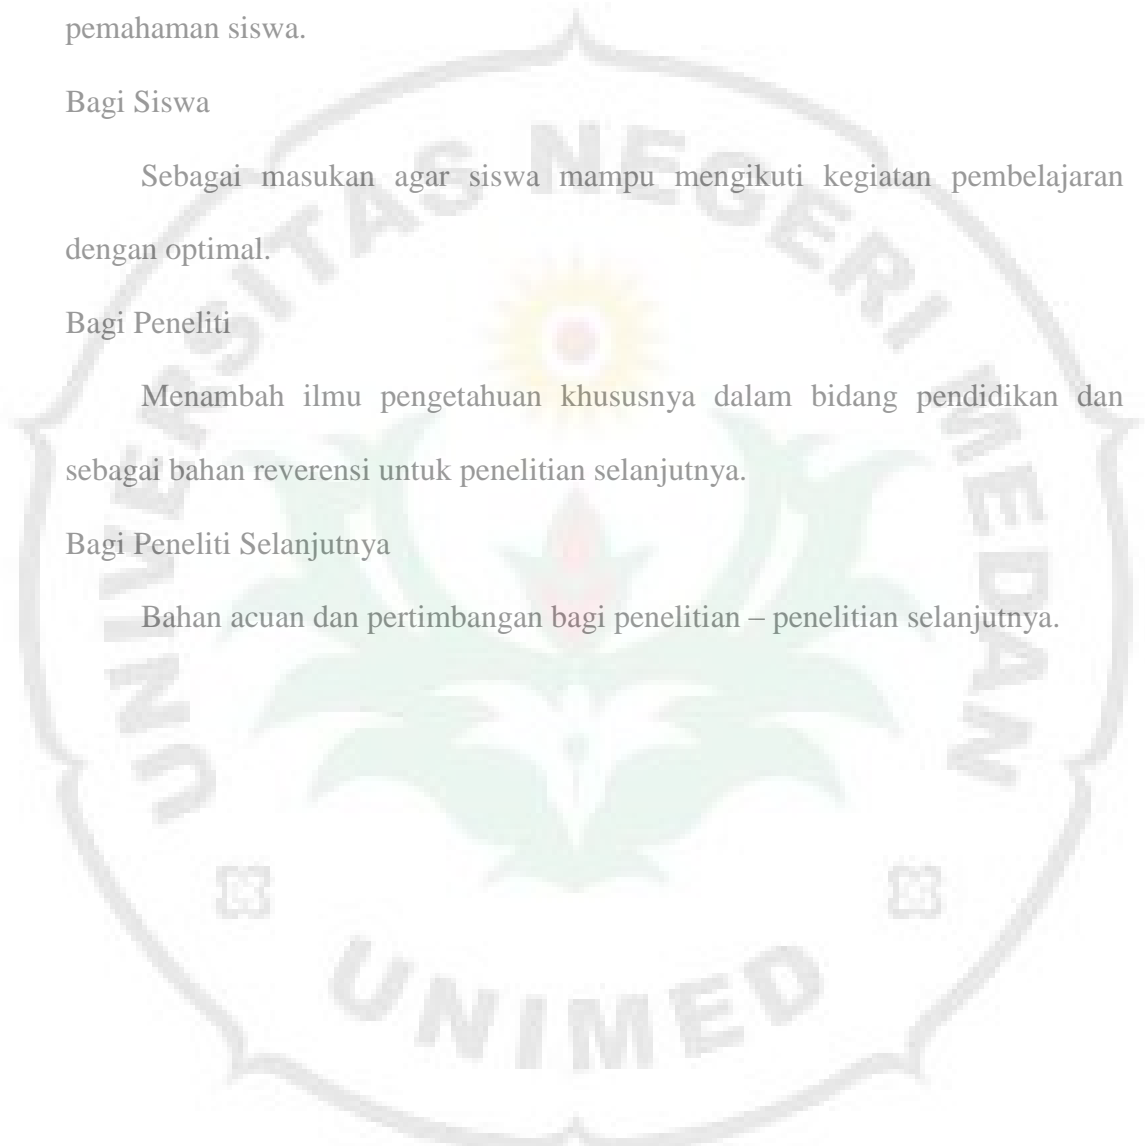 pemahaman siswa.
Bagi Siswa
Sebagai masukan agar siswa mampu mengikuti kegiatan pembelajaran
dengan optimal.
Bagi Peneliti
Menambah ilmu pengetahuan khususnya dalam bidang pendidikan dan
sebagai bahan reverensi untuk penelitian selanjutnya.
Bagi Peneliti Selanjutnya
Bahan acuan dan pertimbangan bagi penelitian – penelitian selanjutnya.
UNIVERSITAS NEGERI MEDAN
UNIMED